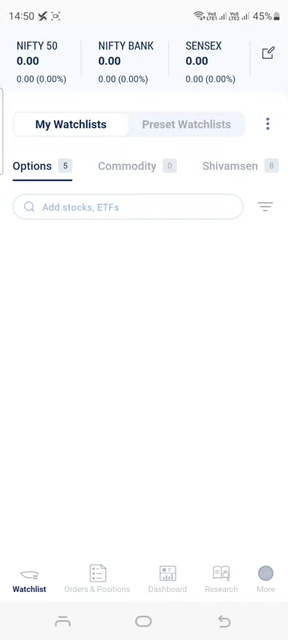 14:50
45%
NIFTY 50 NIFTY BANK SENSEX
0.00 0.00 0.00
0.00 (0.00%) 0.00 (0.00%) 0.00 (0.00%)
My Watchlists Preset Watchlists
Options 5 Commodity 0 Shivamsen 8
Add stocks, ETFs
Watchlist Orders & Positions Dashboard Research More